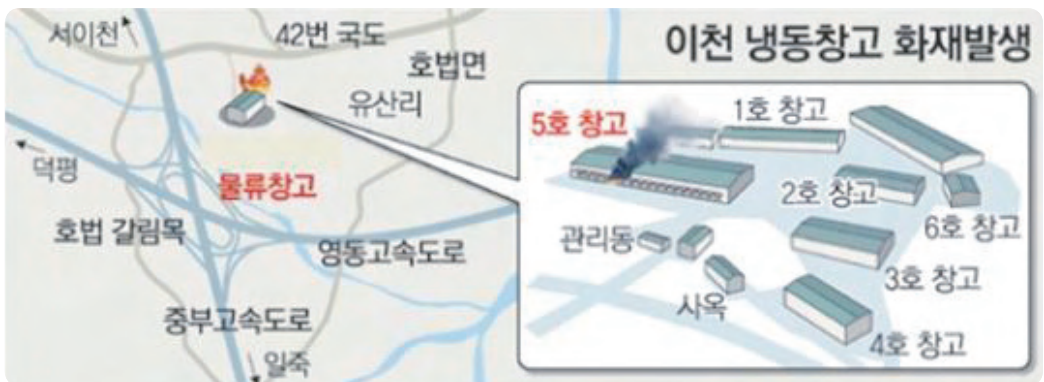 이천 냉동창고 화재발생
서이천
42번 국도
호법면
유산리
덕평
물류창고
호법 갈림목
영동고속도로
중부고속도로
일죽
5호 창고
1호 창고
2호 창고
6호 창고
관리동
3호 창고
사옥
4호 창고